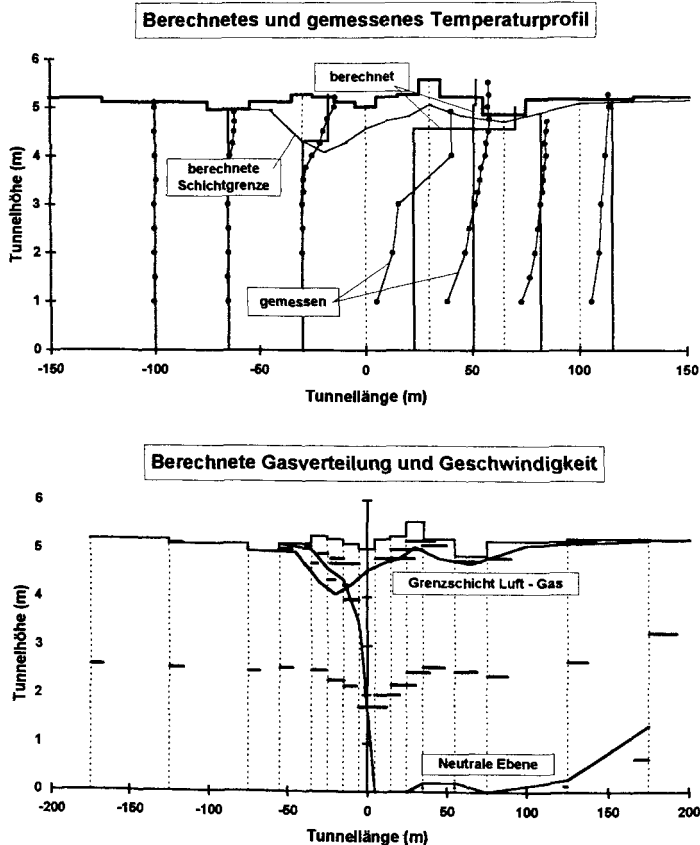 Berechnetes und gemessenes Temperaturprofil
6
5
4
3
2
1
0
Tunnelhöhe (m)
berechnet
berechnete
Schichtgrenze
gemessen
-150
-100
-50
0
50
100
150
Tunnellänge (m)
Berechnete Gasverteilung und Geschwindigkeit
6
5
4
3
2
1
0
Tunnelhöhe (m)
Grenzschicht Luft - Gas
Neutrale Ebene
-200
-150
-100
-50
0
50
100
150
200
Tunnellänge (m)